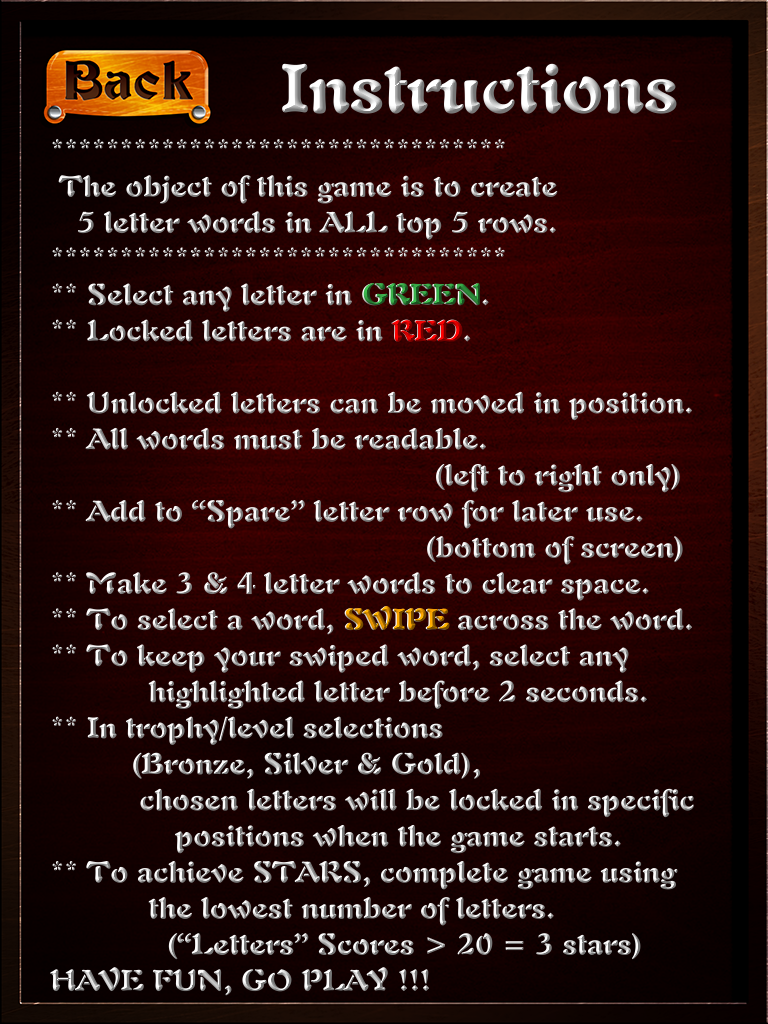 Back
Instructions
*********************************
The object of this game is to create
5 letter words in ALL top 5 rows.
*********************************
** Select any letter in GREEN.
** Locked letters are in RED.
** Unlocked letters can be moved in position.
** All words must be readable.
(left to right only)
** Add to “Spare” letter row for later use.
(bottom of screen)
** Make 3 & 4 letter words to clear space.
** To select a word, SWIPE across the word.
** To keep your swiped word, select any
highlighted letter before 2 seconds.
** In trophy/level selections
(Bronze, Silver & Gold),
chosen letters will be locked in specific
positions when the game starts.
** To achieve STARS, complete game using
the lowest number of letters.
(“Letters” Scores > 20 = 3 stars)
HAVE FUN, GO PLAY !!!